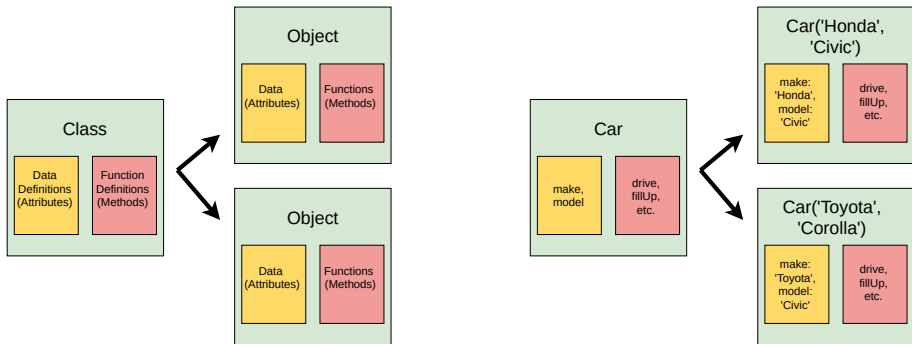 Class
Data
Definitions
(Attributes)
Function
Definitions
(Methods)
Object
Data
(Attributes)
Functions
(Methods)
Object
Data
(Attributes)
Functions
(Methods)
Car
make,
model
drive,
fillUp,
etc.
Car('Honda',
'Civic')
make:
'Honda',
model:
'Civic'
drive,
fillUp,
etc.
Car('Toyota',
'Corolla')
make:
'Toyota',
model:
'Civic'
drive,
fillUp,
etc.